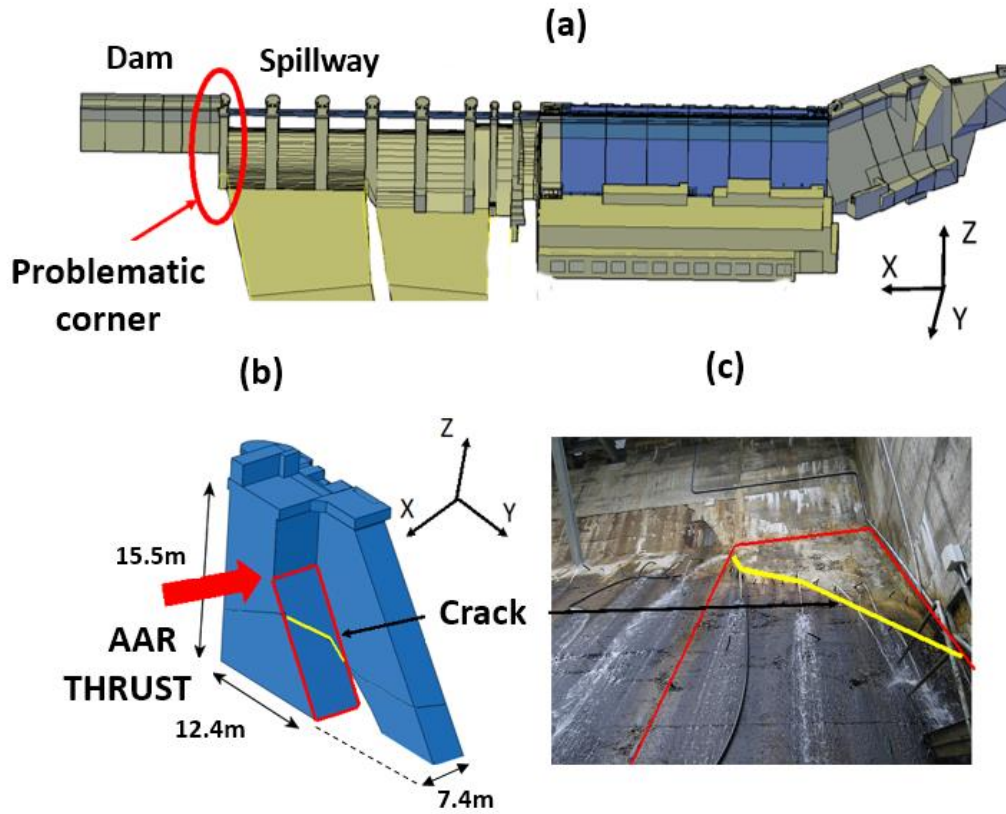 (a)
Dam
Spillway
Problematic
corner
Z
X
Y
(b)
(c)
Z
X
Y
15.5m
AAR
THRUST
Crack
12.4m
7.4m